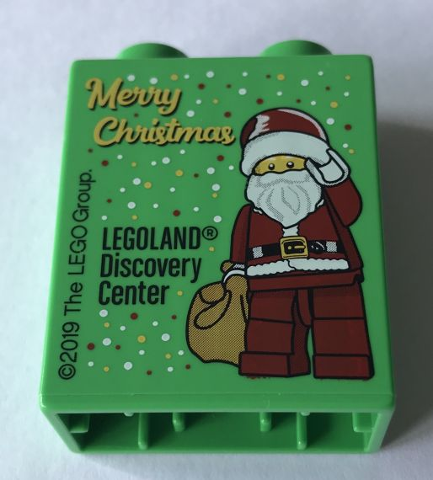 Merry
Christmas
LEGOLAND®
Discovery
Center
©2019 The LEGO Group.